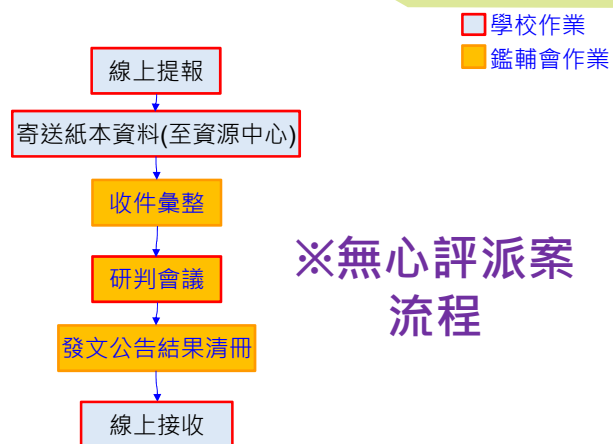 學校作業
鑑輔會作業
線上提報
寄送紙本資料(至資源中心)
收件彙整
研判會議
發文公告結果清冊
線上接收
※無心評派案
流程